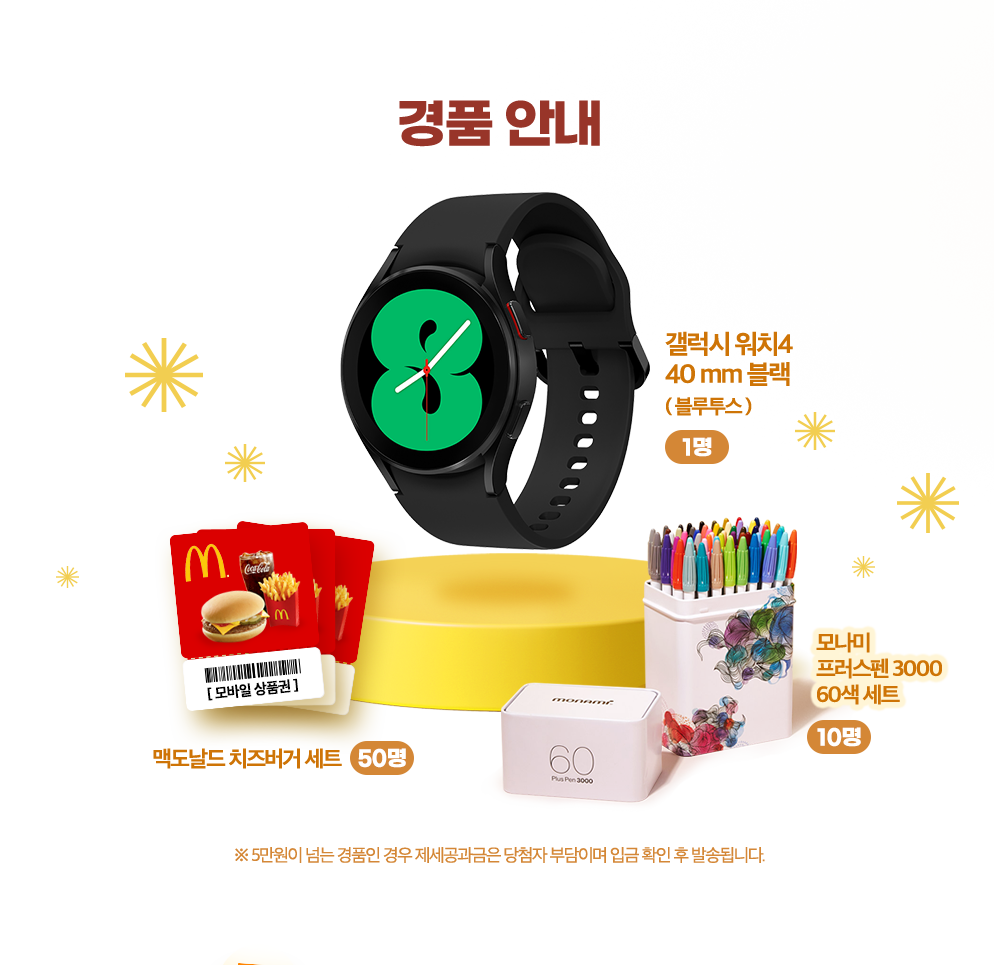 경품 안내
갤럭시 워치4
40 mm 블랙
( 블루투스 )
1명
M.
Coca-Cola
[ 모바일 상품권 ]
맥도날드 치즈버거 세트 50명
모나미
프러스펜 3000
60색 세트
10명
monami
60
Plus Pen 3000
※ 5만원이 넘는 경품인 경우 제세공과금은 당첨자 부담이며 입금 확인 후 발송됩니다.